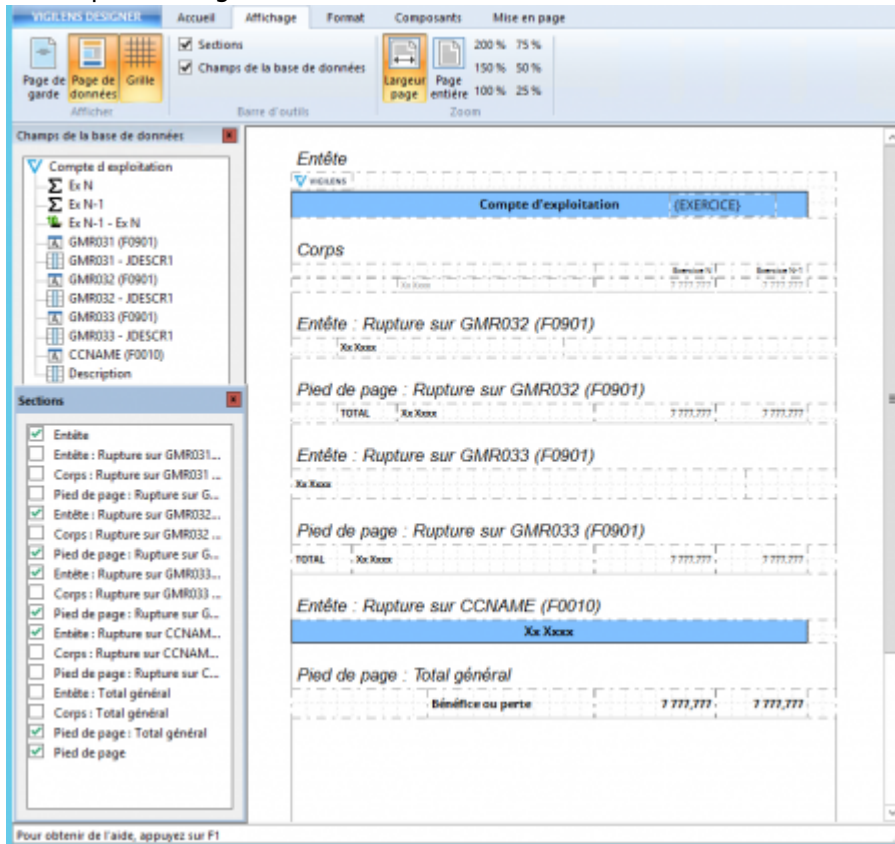 VIGILENS DESIGNER Accueil Affichage Format Composants Mise en page
Page de garde
Page de données
Grille
Afficher
Sections
Champs de la base de données
Barre d'outils
Largeur page
Page entière
200 % 75 %
150 % 50 %
100 % 25 %
Zoom
Champs de la base de données
Compte d exploitation
Ex N
Ex N-1
Ex N-1 - Ex N
GMR031 (F0901)
GMR031 - JDESCR1
GMR032 (F0901)
GMR032 - JDESCR1
GMR033 (F0901)
GMR033 - JDESCR1
CCNAME (F0010)
Description
Sections
Entête
Entête : Rupture sur GMR031...
Corps : Rupture sur GMR031 ...
Pied de page : Rupture sur G...
Entête : Rupture sur GMR032...
Corps : Rupture sur GMR032 ...
Pied de page : Rupture sur G...
Entête : Rupture sur GMR033...
Corps : Rupture sur GMR033 ...
Pied de page : Rupture sur G...
Entête : Rupture sur CCNAM...
Corps : Rupture sur CCNAM...
Pied de page : Rupture sur C...
Entête : Total général
Corps : Total général
Pied de page : Total général
Pied de page
Entête
VIGILENS
Compte d'exploitation {EXERCICE}
Corps
Exercice N Exercice N-1
Xx Xxxx 7 777,777 7 777,777
Entête : Rupture sur GMR032 (F0901)
Xx Xxxx
Pied de page : Rupture sur GMR032 (F0901)
TOTAL Xx Xxxx 7 777,777 7 777,777
Entête : Rupture sur GMR033 (F0901)
Xx Xxxx
Pied de page : Rupture sur GMR033 (F0901)
TOTAL Xx Xxxx 7 777,777 7 777,777
Entête : Rupture sur CCNAME (F0010)
Xx Xxxx
Pied de page : Total général
Bénéfice ou perte 7 777,777 7 777,777
Pour obtenir de l'aide, appuyez sur F1